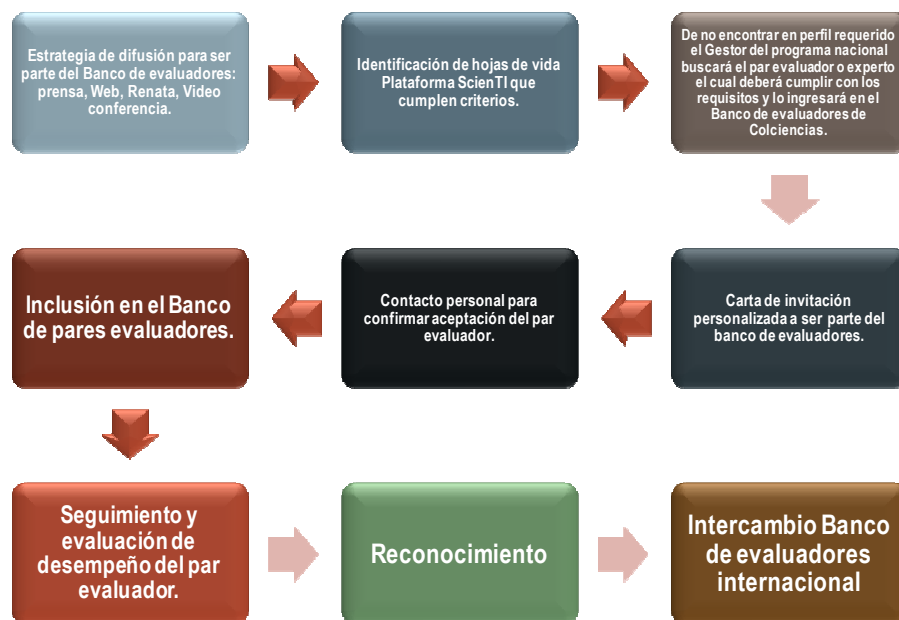 Estrategia de difusión para ser
parte del Banco de evaluadores:
prensa, Web, Renata, Video
conferencia.
Identificación de hojas de vida
Plataforma ScienTI que
cumplen criterios.
De no encontrar en perfil requerido
el Gestor del programa nacional
buscará el par evaluador o experto
el cual deberá cumplir con los
requisitos y lo ingresará en el
Banco de evaluadores de
Colciencias.
Carta de invitación
personalizada a ser parte del
banco de evaluadores.
Contacto personal para
confirmar aceptación del par
evaluador.
Inclusión en el Banco
de pares evaluadores.
Seguimiento y
evaluación de
desempeño del par
evaluador.
Reconocimiento
Intercambio Banco
de evaluadores
internacional